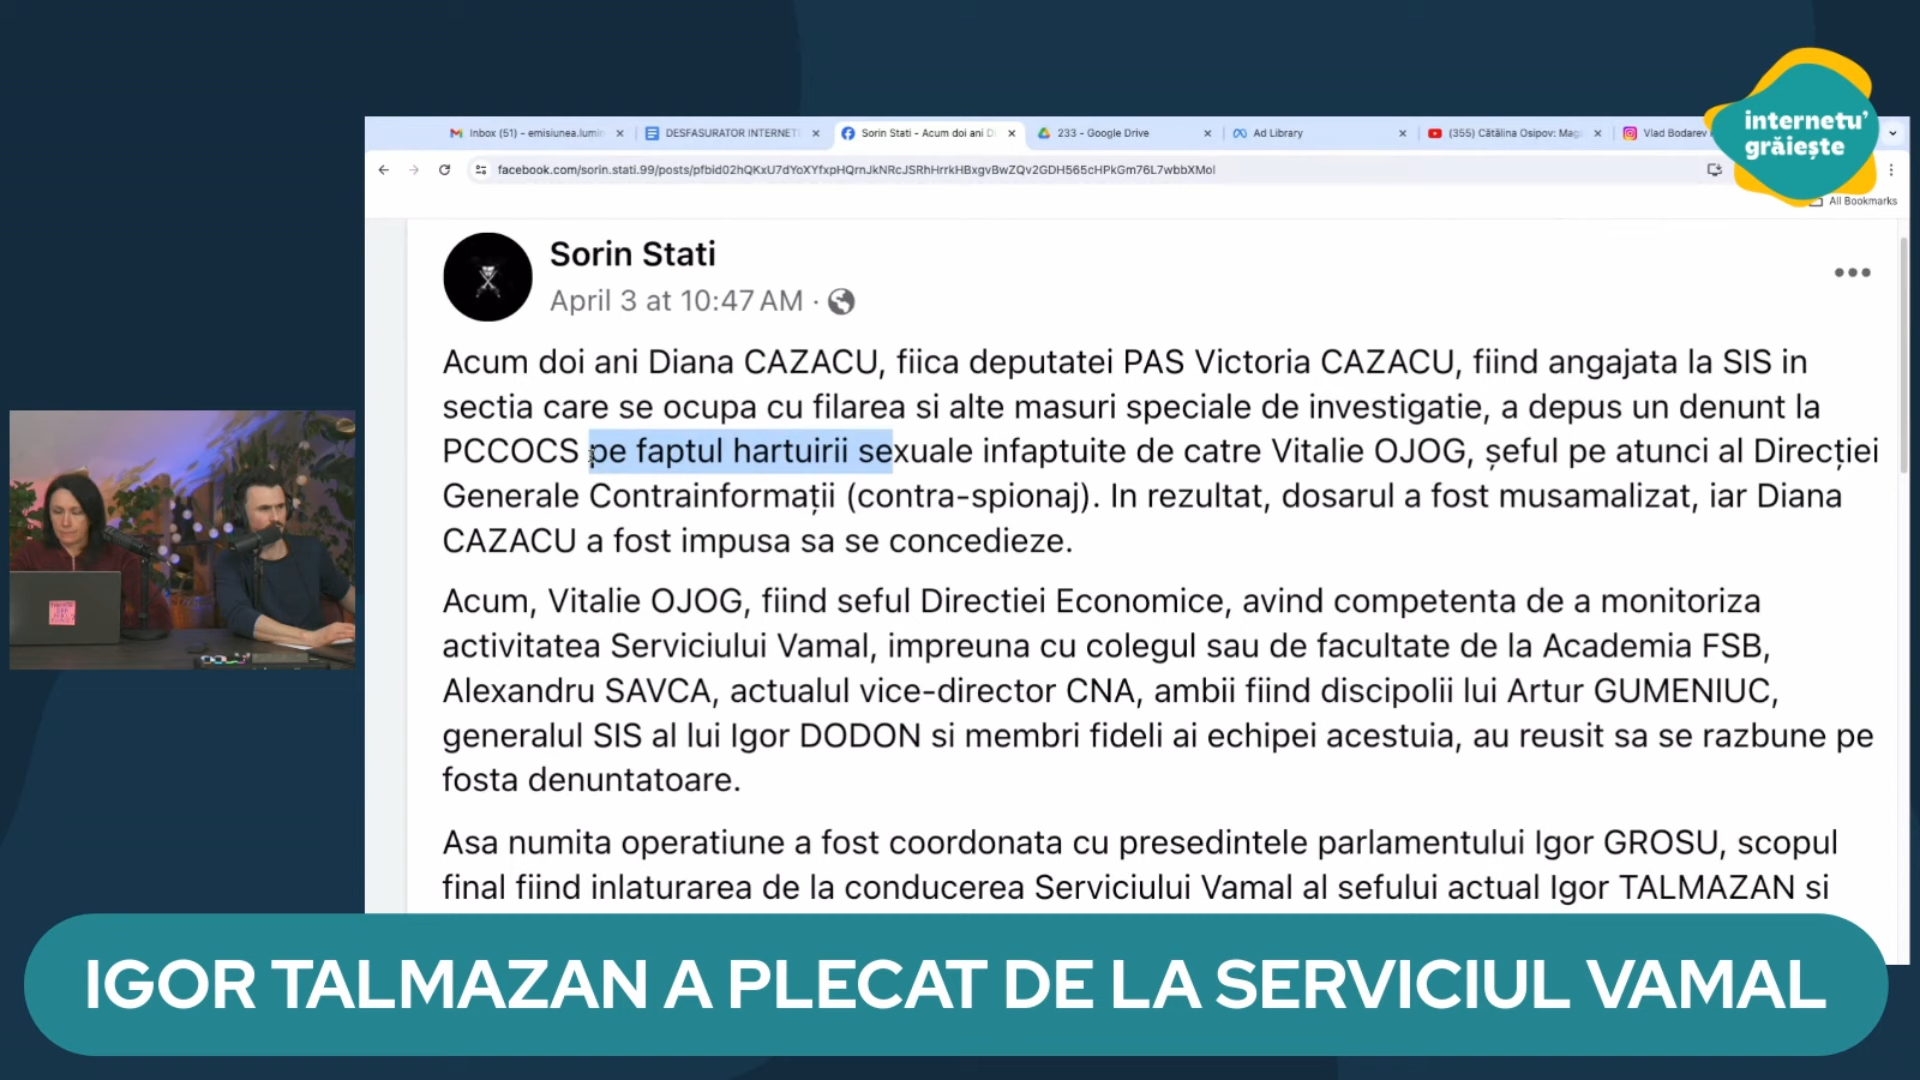 internetu'
grăiește
Inbox (51) - emisiunea.lumin
DESFASURATOR INTERNET
Sorin Stati - Acum doi ani D
233 - Google Drive
Ad Library
(355) Cătălina Osipov: Mag
Vlad Bodarev
facebook.com/sorin.stati.99/posts/pfbid02hQKxU7dYoXYfxpHQrnJkNRcJSRhHrrkHBxgvBwZQv2GDH565cHPkGm76L7wbbXMol
All Bookmarks
Sorin Stati
April 3 at 10:47 AM ·
Acum doi ani Diana CAZACU, fiica deputatei PAS Victoria CAZACU, fiind angajata la SIS in
sectia care se ocupa cu filarea si alte masuri speciale de investigatie, a depus un denunt la
PCCOCS pe faptul hartuirii sexuale infaptuite de catre Vitalie OJOG, șeful pe atunci al Direcției
Generale Contrainformații (contra-spionaj). In rezultat, dosarul a fost musamalizat, iar Diana
CAZACU a fost impusa sa se concedieze.
Acum, Vitalie OJOG, fiind seful Directiei Economice, avind competenta de a monitoriza
activitatea Serviciului Vamal, impreuna cu colegul sau de facultate de la Academia FSB,
Alexandru SAVCA, actualul vice-director CNA, ambii fiind discipolii lui Artur GUMENIUC,
generalul SIS al lui Igor DODON si membri fideli ai echipei acestuia, au reusit sa se razbune pe
fosta denuntatoare.
Asa numita operatiune a fost coordonata cu presedintele parlamentului Igor GROSU, scopul
final fiind inlaturarea de la conducerea Serviciului Vamal al sefului actual Igor TALMAZAN si
IGOR TALMAZAN A PLECAT DE LA SERVICIUL VAMAL